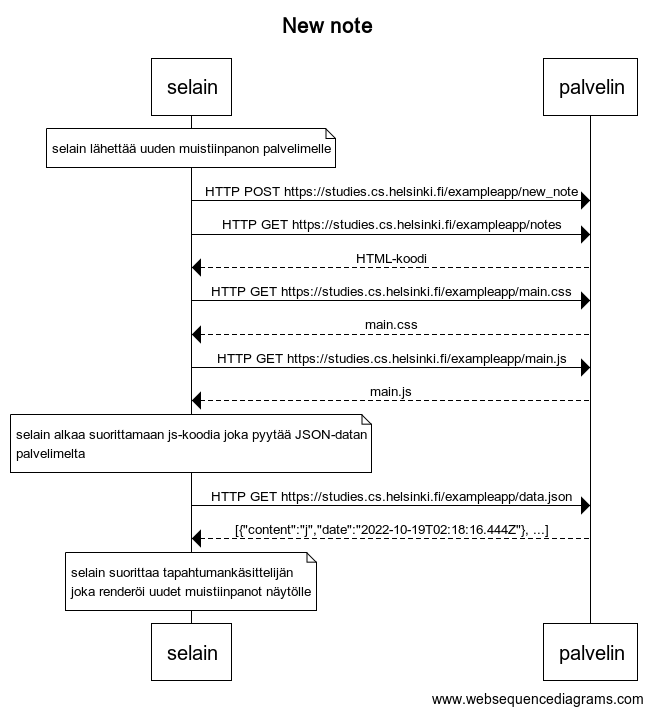 New note
selain palvelin
selain lähettää uuden muistiinpanon palvelimelle
HTTP POST https://studies.cs.helsinki.fi/exampleapp/new_note
HTTP GET https://studies.cs.helsinki.fi/exampleapp/notes
HTML-koodi
HTTP GET https://studies.cs.helsinki.fi/exampleapp/main.css
main.css
HTTP GET https://studies.cs.helsinki.fi/exampleapp/main.js
main.js
selain alkaa suorittamaan js-koodia joka pyytää JSON-datan
palvelimelta
HTTP GET https://studies.cs.helsinki.fi/exampleapp/data.json
[{"content":"j","date":"2022-10-19T02:18:16.444Z"}, ...]
selain suorittaa tapahtumankäsittelijän
joka renderöi uudet muistiinpanot näytölle
selain palvelin
www.websequencediagrams.com